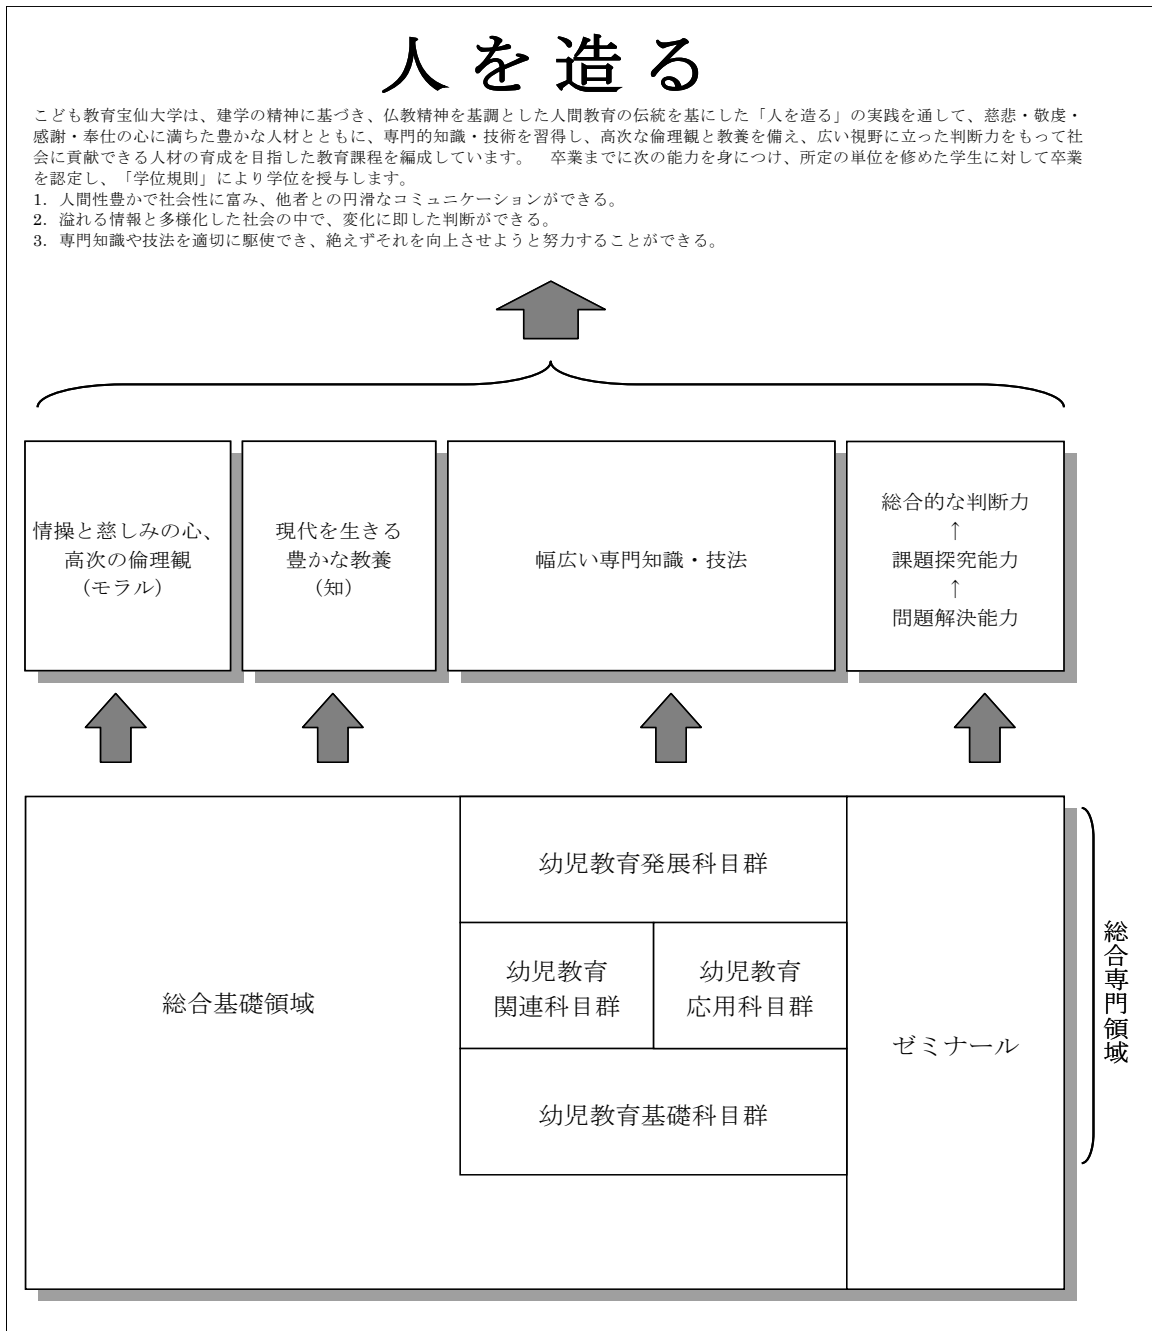 人を造る
こども教育宝仙大学は、建学の精神に基づき、仏教精神を基調とした人間教育の伝統を基にした「人を造る」の実践を通して、慈悲・敬虔・
感謝・奉仕の心に満ちた豊かな人材とともに、専門的知識・技術を習得し、高次な倫理観と教養を備え、広い視野に立った判断力をもって社
会に貢献できる人材の育成を目指した教育課程を編成しています。　卒業までに次の能力を身につけ、所定の単位を修めた学生に対して卒業
を認定し、「学位規則」により学位を授与します。
1. 人間性豊かで社会性に富み、他者との円滑なコミュニケーションができる。
2. 溢れる情報と多様化した社会の中で、変化に即した判断ができる。
3. 専門知識や技法を適切に駆使でき、絶えずそれを向上させようと努力することができる。
情操と慈しみの心、
高次の倫理観
（モラル）
現代を生きる
豊かな教養
（知）
幅広い専門知識・技法
総合的な判断力
↑
課題探究能力
↑
問題解決能力
総合基礎領域
幼児教育発展科目群
幼児教育
関連科目群
幼児教育
応用科目群
幼児教育基礎科目群
ゼミナール
総合専門領域